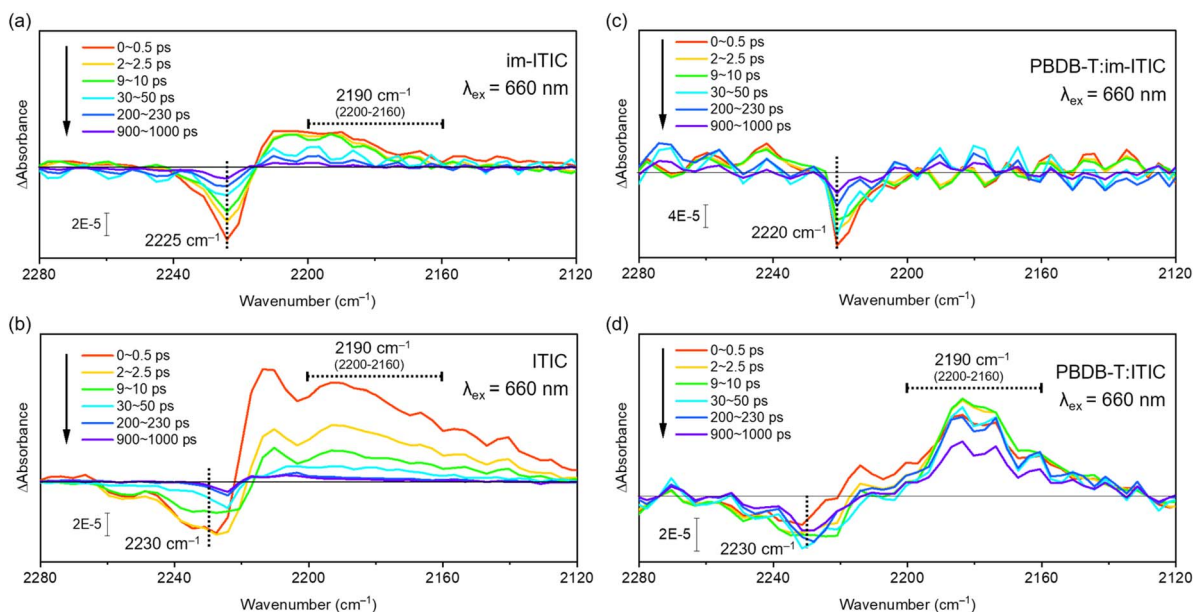 (a)
0~0.5 ps
2~2.5 ps
9~10 ps
30~50 ps
200~230 ps
900~1000 ps
im-ITIC
λex = 660 nm
2190 cm⁻¹
(2200-2160)
2E-5
2225 cm⁻¹
ΔAbsorbance
2280 2240 2200 2160 2120
Wavenumber (cm⁻¹)
(b)
0~0.5 ps
2~2.5 ps
9~10 ps
30~50 ps
200~230 ps
900~1000 ps
2190 cm⁻¹
(2200-2160)
ITIC
λex = 660 nm
2E-5
2230 cm⁻¹
ΔAbsorbance
2280 2240 2200 2160 2120
Wavenumber (cm⁻¹)
(c)
0~0.5 ps
2~2.5 ps
9~10 ps
30~50 ps
200~230 ps
900~1000 ps
PBDB-T:im-ITIC
λex = 660 nm
4E-5
2220 cm⁻¹
ΔAbsorbance
2280 2240 2200 2160 2120
Wavenumber (cm⁻¹)
(d)
0~0.5 ps
2~2.5 ps
9~10 ps
30~50 ps
200~230 ps
900~1000 ps
2190 cm⁻¹
(2200-2160)
PBDB-T:ITIC
λex = 660 nm
2E-5
2230 cm⁻¹
ΔAbsorbance
2280 2240 2200 2160 2120
Wavenumber (cm⁻¹)